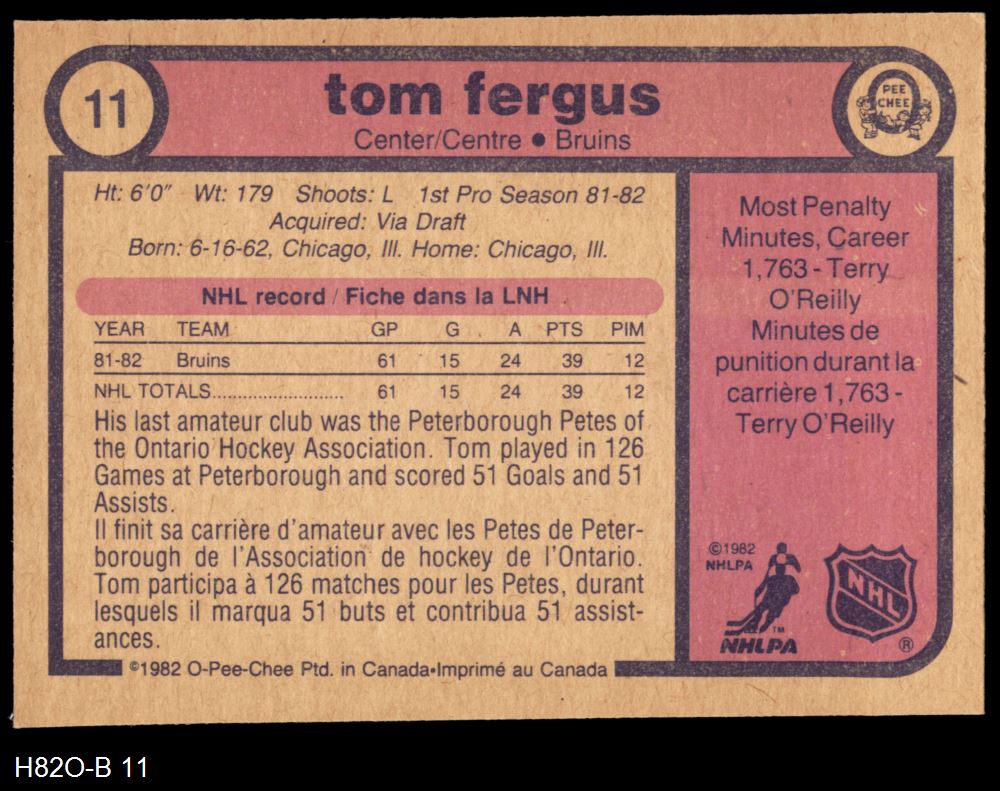 11
tom fergus
Center/Centre • Bruins
PEE
CHEE
Ht: 6'0" Wt: 179 Shoots: L 1st Pro Season 81-82
Acquired: Via Draft
Born: 6-16-62, Chicago, Ill. Home: Chicago, Ill.
NHL record / Fiche dans la LNH
YEAR TEAM GP G A PTS PIM
81-82 Bruins 61 15 24 39 12
NHL TOTALS........................... 61 15 24 39 12
His last amateur club was the Peterborough Petes of
the Ontario Hockey Association. Tom played in 126
Games at Peterborough and scored 51 Goals and 51
Assists.
Il finit sa carrière d'amateur avec les Petes de Peter-
borough de l'Association de hockey de l'Ontario.
Tom participa à 126 matches pour les Petes, durant
lesquels il marqua 51 buts et contribua 51 assist-
ances.
©1982 O-Pee-Chee Ptd. in Canada•Imprimé au Canada
Most Penalty
Minutes, Career
1,763 - Terry
O'Reilly
Minutes de
punition durant la
carrière 1,763 -
Terry O'Reilly
©1982
NHLPA
TM
NHLPA
NHL
®
H82O-B 11